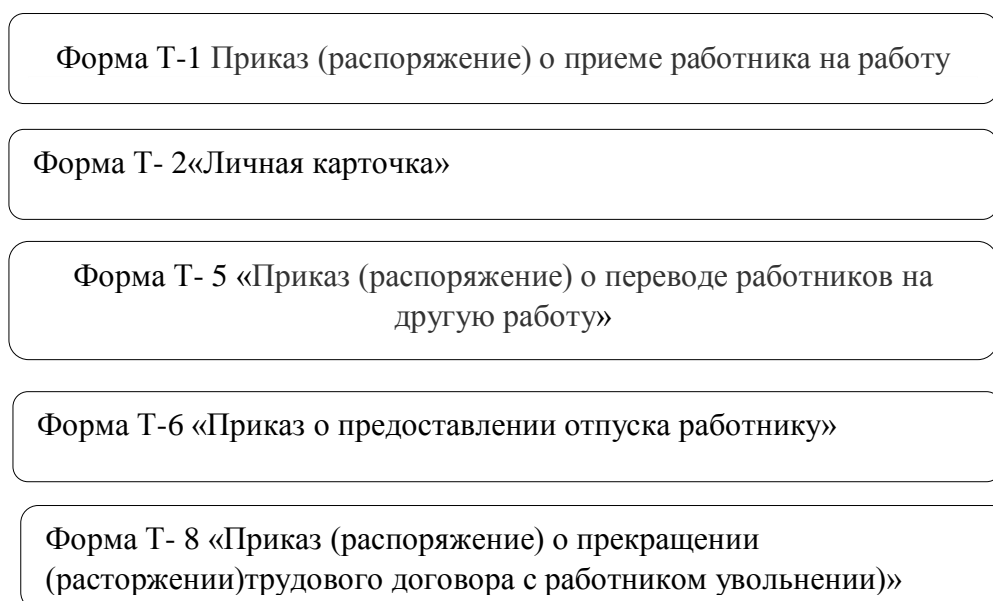 Форма Т-1 Приказ (распоряжение) о приеме работника на работу
Форма Т- 2«Личная карточка»
Форма Т- 5 «Приказ (распоряжение) о переводе работников на
другую работу»
Форма Т-6 «Приказ о предоставлении отпуска работнику»
Форма Т- 8 «Приказ (распоряжение) о прекращении
(расторжении)трудового договора с работником увольнении)»